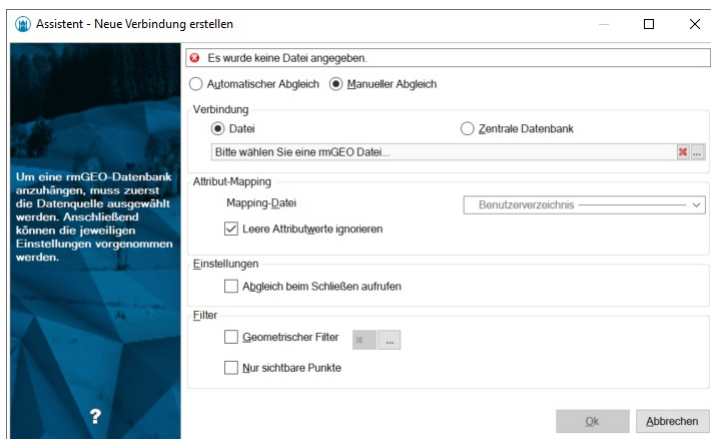 Assistent - Neue Verbindung erstellen
Es wurde keine Datei angegeben.
Automatischer Abgleich Manueller Abgleich
Verbindung
Datei Zentrale Datenbank
Bitte wählen Sie eine rmGEO Datei... ...
Um eine rmGEO-Datenbank
anzuhängen, muss zuerst
die Datenquelle ausgewählt
werden. Anschließend
können die jeweiligen
Einstellungen vorgenommen
werden.
Attribut-Mapping
Mapping-Datei Benutzerverzeichnis
Leere Attributwerte ignorieren
Einstellungen
Abgleich beim Schließen aufrufen
Filter
Geometrischer Filter ...
Nur sichtbare Punkte
?
Ok Abbrechen